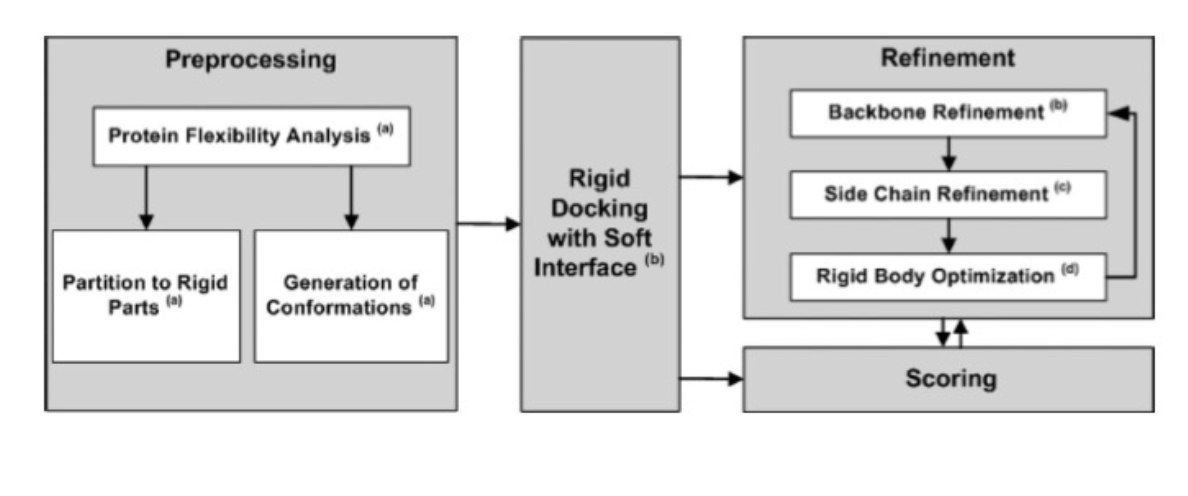 Preprocessing
Protein Flexibility Analysis (a)
Partition to Rigid
Parts (a)
Generation of
Conformations (a)
Rigid
Docking
with Soft
Interface (b)
Refinement
Backbone Refinement (b)
Side Chain Refinement (c)
Rigid Body Optimization (d)
Scoring